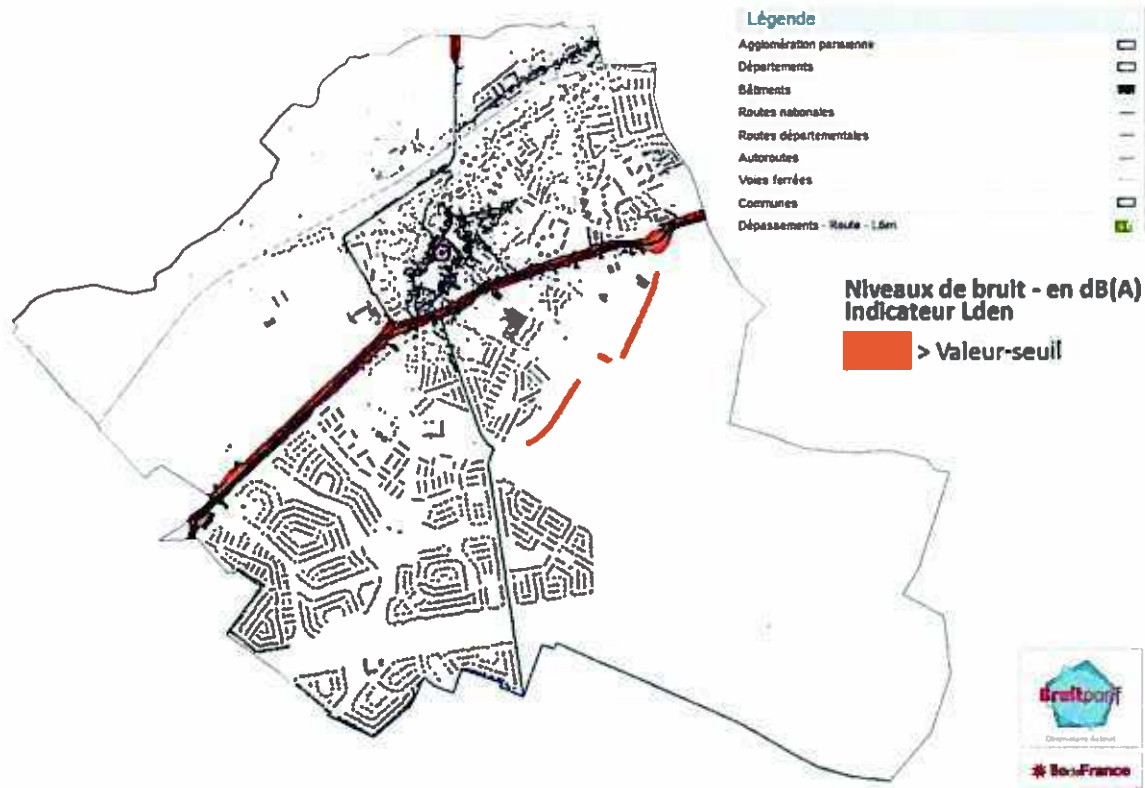 Légende
Agglomération parisienne
Départements
Bâtiments
Routes nationales
Routes départementales
Autoroutes
Voies ferrées
Communes
Dépassements - Route - Lden
Niveaux de bruit - en dB(A)
Indicateur Lden
> Valeur-seuil
Bruitparif
îledeFrance